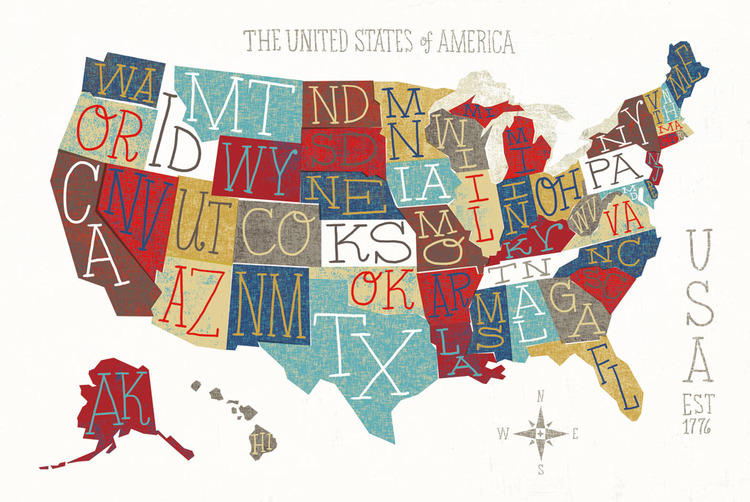 THE UNITED STATES of AMERICA
WA
MT
ND
MN
ME
OR
ID
SD
WI
MI
MI
VT
NH
NY
MA
WY
NE
IA
PA
NJ
CA
NV
UT
CO
KS
MO
IL
IN
OH
MD
WV
VA
KY
NC
TN
AZ
NM
OK
AR
SC
TX
LA
MS
AL
GA
FL
AK
HI
USA
EST
1776
N
W E
S